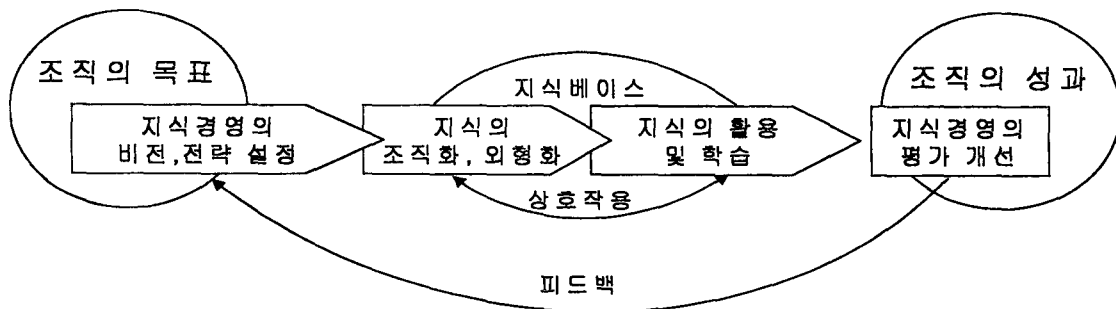 조직의 목표
지식경영의
비전,전략 설정
지식베이스
지식의
조직화, 외형화
지식의 활용
및 학습
상호작용
조직의 성과
지식경영의
평가 개선
피드백